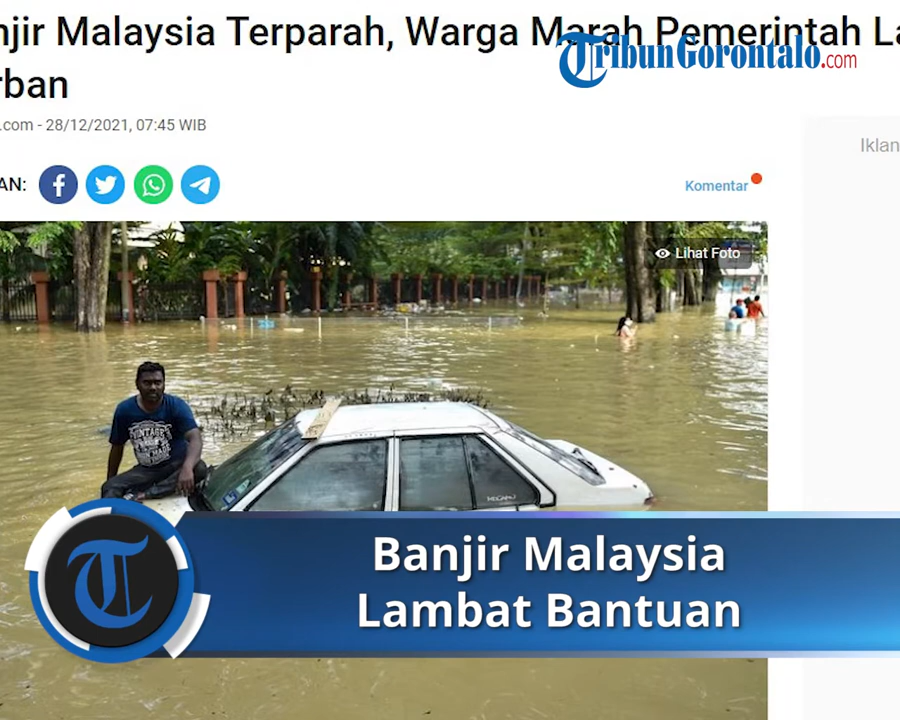 njir Malaysia Terparah, Warga Marah Pemerintah La
TribunGorontalo.com
rban
.com - 28/12/2021, 07:45 WIB
Iklan
AN:
Komentar
Lihat Foto
VINTAGE
Banjir Malaysia
Lambat Bantuan